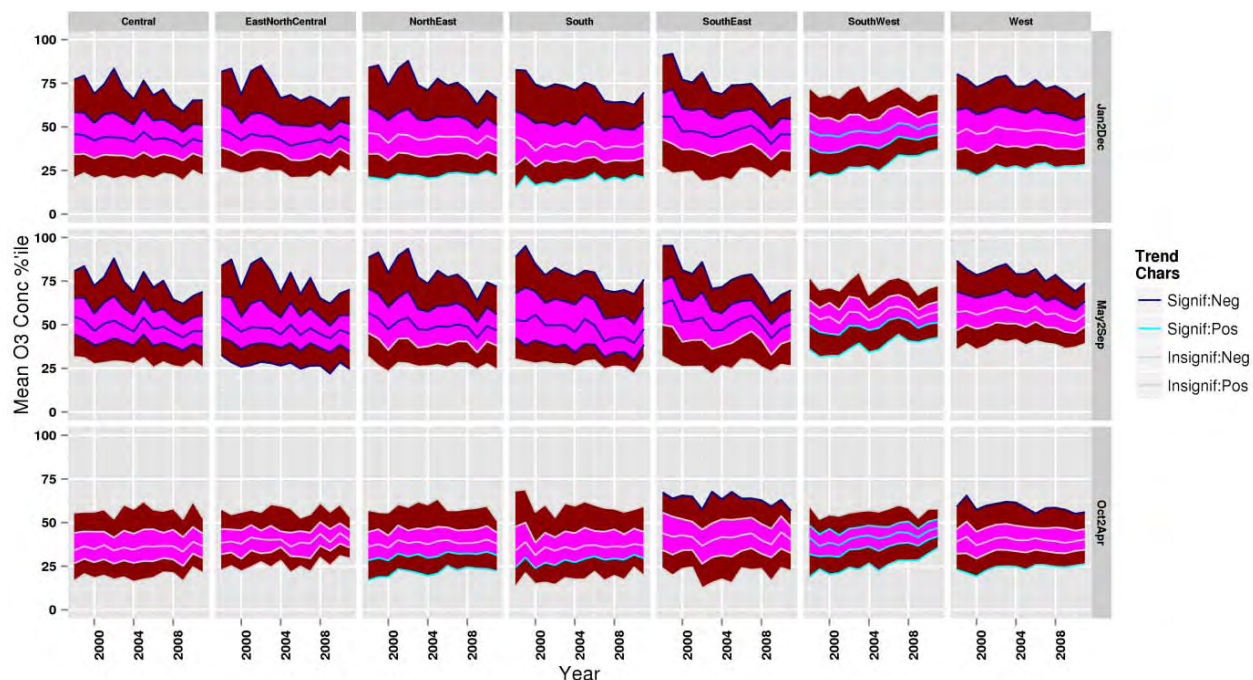 Central EastNorthCentral NorthEast South SouthEast SouthWest West
Mean O3 Conc %'ile
100
75
50
25
0
Jan2Dec
100
75
50
25
0
May2Sep
100
75
50
25
0
Oct2Apr
2000 2004 2008 2000 2004 2008 2000 2004 2008 2000 2004 2008 2000 2004 2008 2000 2004 2008 2000 2004 2008
Year
Trend
Chars
Signif:Neg
Signif:Pos
Insignif:Neg
Insignif:Pos